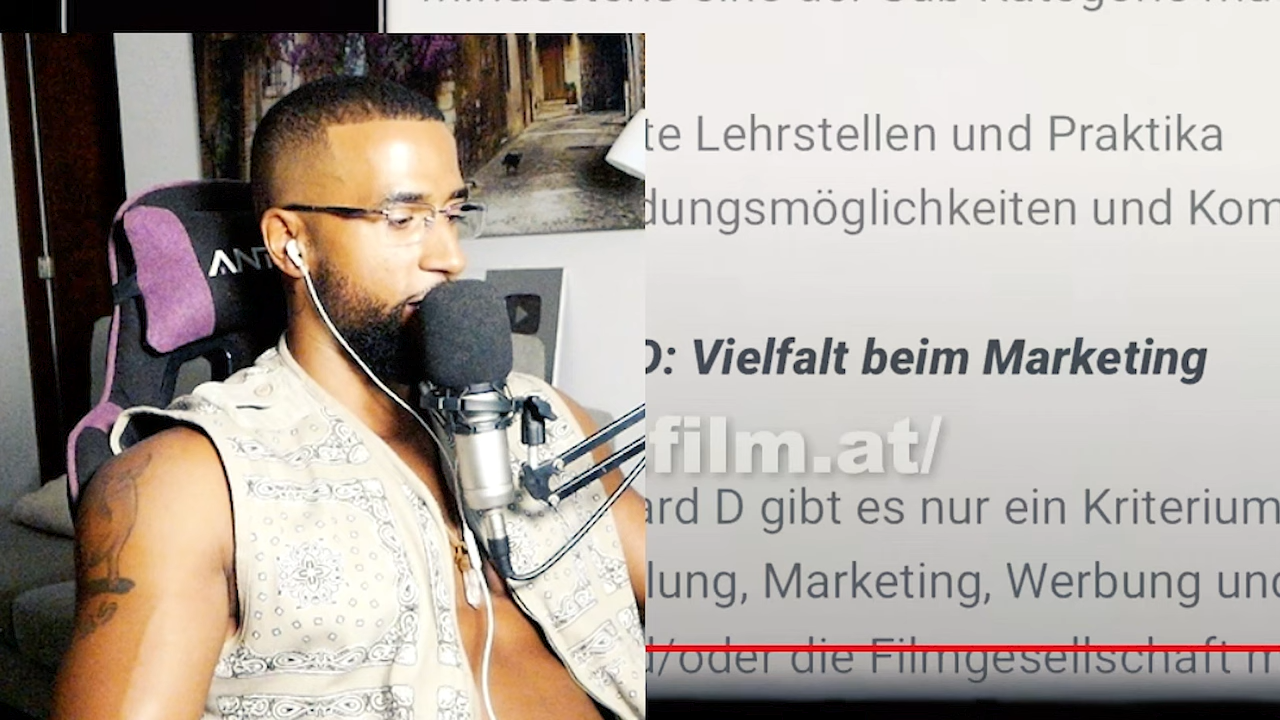 te Lehrstellen und Praktika
dungsmöglichkeiten und Kom
D: Vielfalt beim Marketing
film.at/
ard D gibt es nur ein Kriterium
lung, Marketing, Werbung und
d/oder die Filmgesellschaft m
ANT